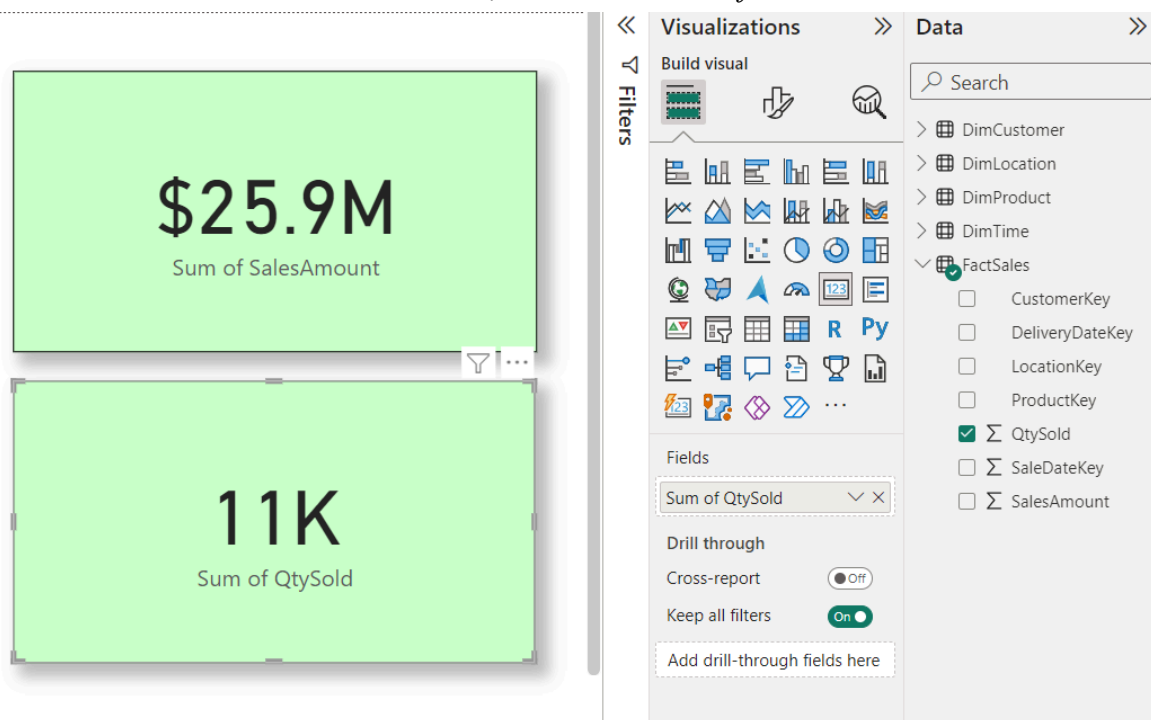 $25.9M
Sum of SalesAmount
11K
Sum of QtySold
Filters
Visualizations
Build visual
123
R
Py
123
Fields
Sum of QtySold
Drill through
Cross-report
Off
Keep all filters
On
Add drill-through fields here
Data
Search
DimCustomer
DimLocation
DimProduct
DimTime
FactSales
CustomerKey
DeliveryDateKey
LocationKey
ProductKey
∑ QtySold
∑ SaleDateKey
∑ SalesAmount